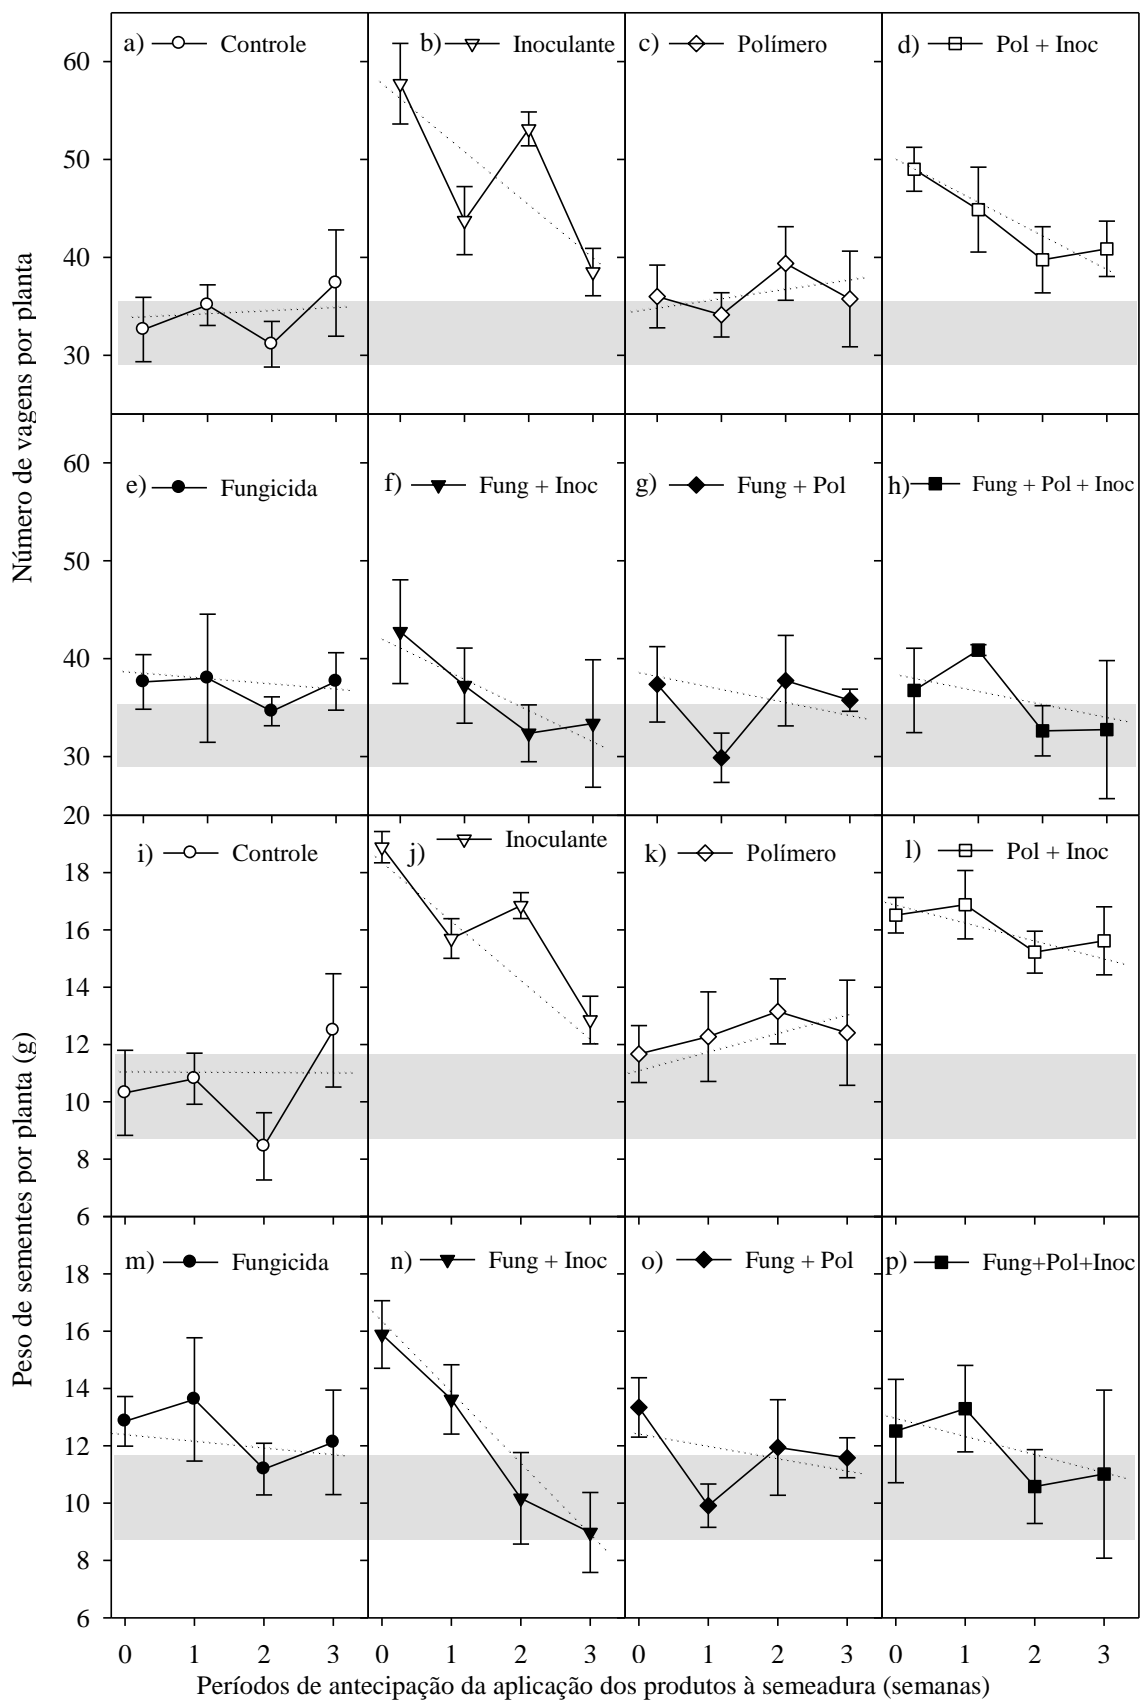 a) Controle
b) Inoculante
c) Polímero
d) Pol + Inoc
60
50
40
30
Número de vagens por planta
e) Fungicida
f) Fung + Inoc
g) Fung + Pol
h) Fung + Pol + Inoc
60
50
40
30
20
i) Controle
j) Inoculante
k) Polímero
l) Pol + Inoc
18
16
14
12
10
8
6
Peso de sementes por planta (g)
m) Fungicida
n) Fung + Inoc
o) Fung + Pol
p) Fung+Pol+Inoc
18
16
14
12
10
8
6
0 1 2 3 0 1 2 3 0 1 2 3 0 1 2 3
Períodos de antecipação da aplicação dos produtos à semeadura (semanas)